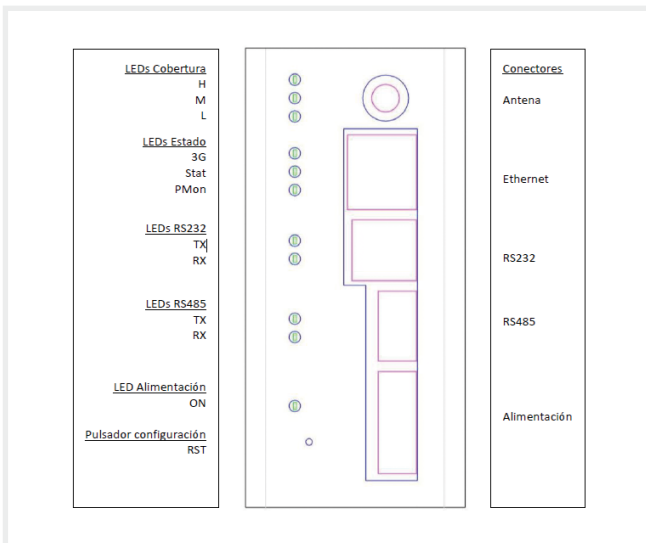 LEDs Cobertura
H
M
L
LEDs Estado
3G
Stat
PMon
LEDs RS232
TX
RX
LEDs RS485
TX
RX
LED Alimentación
ON
Pulsador configuración
RST
Conectores
Antena
Ethernet
RS232
RS485
Alimentación